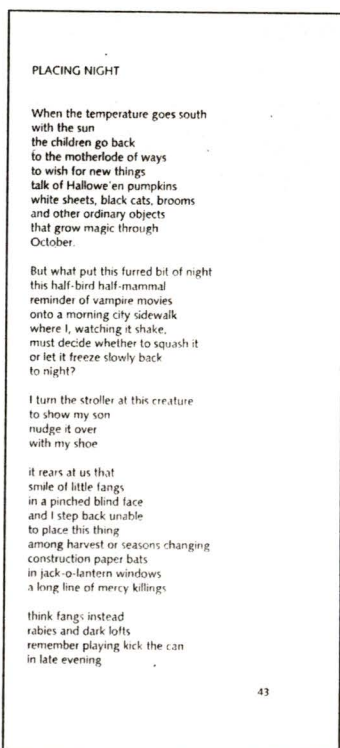 PLACING NIGHT

When the temperature goes south
with the sun
the children go back
to the motherlode of ways
to wish for new things
talk of Hallowe'en pumpkins
white sheets, black cats, brooms
and other ordinary objects
that grow magic through
October.

But what put this furred bit of night
this half-bird half-mammal
reminder of vampire movies
onto a morning city sidewalk
where I, watching it shake,
must decide whether to squash it
or let it freeze slowly back
to night?

I turn the stroller at this creature
to show my son
nudge it over
with my shoe

it rears at us that
smile of little fangs
in a pinched blind face
and I step back unable
to place this thing
among harvest or seasons changing
construction paper bats
in jack-o-lantern windows
a long line of mercy killings

think fangs instead
rabies and dark lofts
remember playing kick the can
in late evening

43